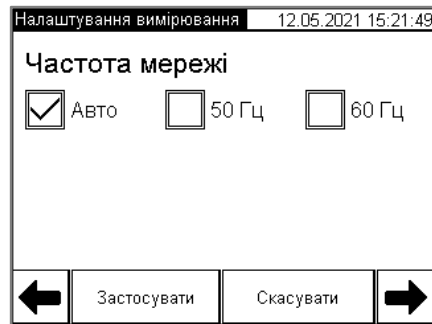 Налаштування вимірювання 12.05.2021 15:21:49
Частота мережі
Авто 50 Гц 60 Гц
Застосувати Скасувати